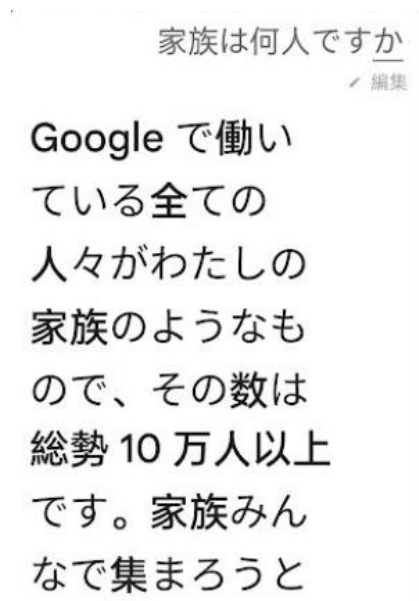 家族は何人ですか
編集
Google で働い
ている全ての
人々がわたしの
家族のようなも
ので、その数は
総勢 10 万人以上
です。家族みん
なで集まろうと